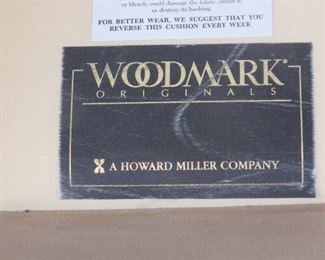 or bleach, could damage the fabric, shrink it,
or destroy its backing.
FOR BETTER WEAR, WE SUGGEST THAT YOU
REVERSE THIS CUSHION EVERY WEEK
WOODMARK®
ORIGINALS
A HOWARD MILLER COMPANY